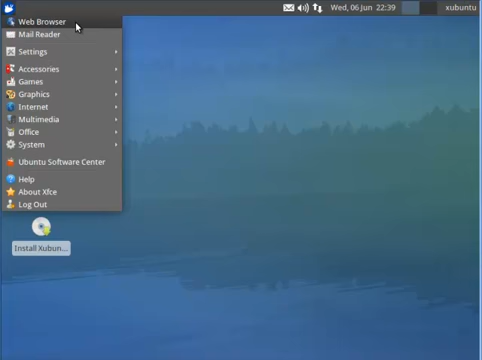 Wed, 06 Jun 22:39 xubuntu
Web Browser
Mail Reader
Settings
Accessories
Games
Graphics
Internet
Multimedia
Office
System
Ubuntu Software Center
Help
About Xfce
Log Out
Install Xubun...